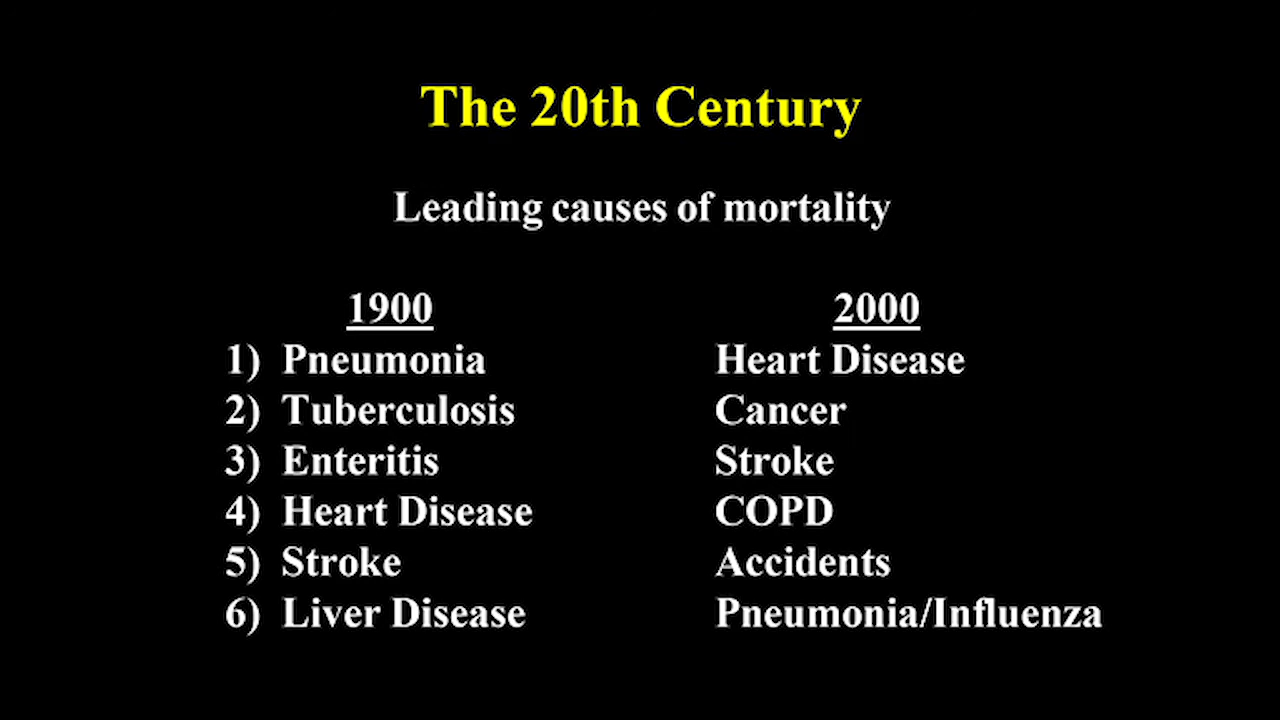 The 20th Century
Leading causes of mortality
1900 2000
1) Pneumonia Heart Disease
2) Tuberculosis Cancer
3) Enteritis Stroke
4) Heart Disease COPD
5) Stroke Accidents
6) Liver Disease Pneumonia/Influenza